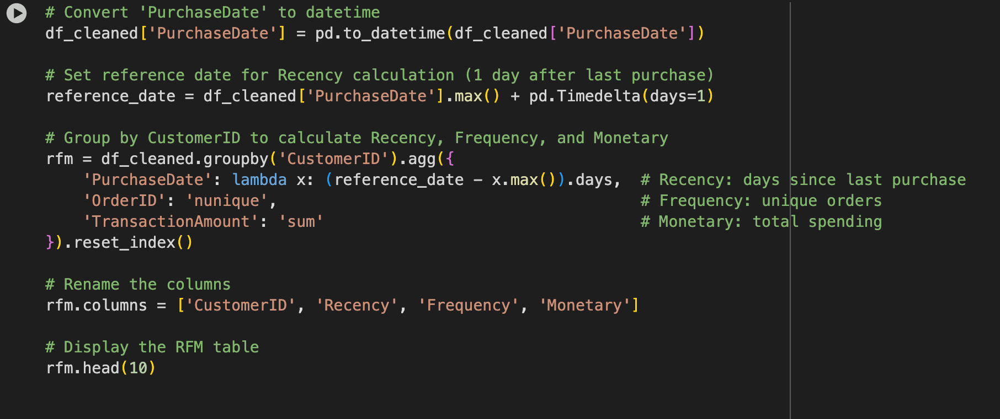 # Convert 'PurchaseDate' to datetime
df_cleaned['PurchaseDate'] = pd.to_datetime(df_cleaned['PurchaseDate'])
# Set reference date for Recency calculation (1 day after last purchase)
reference_date = df_cleaned['PurchaseDate'].max() + pd.Timedelta(days=1)
# Group by CustomerID to calculate Recency, Frequency, and Monetary
rfm = df_cleaned.groupby('CustomerID').agg({
    'PurchaseDate': lambda x: (reference_date - x.max()).days,  # Recency: days since last purchase
    'OrderID': 'nunique',                                       # Frequency: unique orders
    'TransactionAmount': 'sum'                                  # Monetary: total spending
}).reset_index()
# Rename the columns
rfm.columns = ['CustomerID', 'Recency', 'Frequency', 'Monetary']
# Display the RFM table
rfm.head(10)